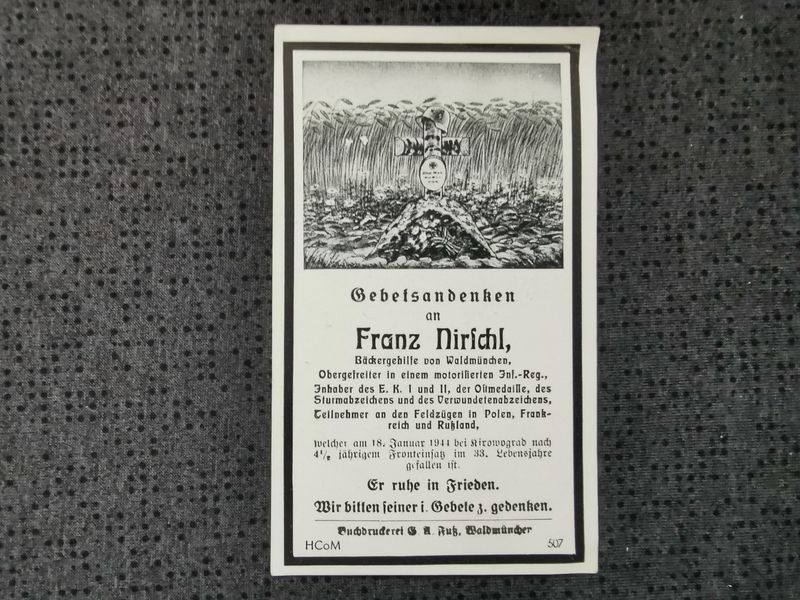 Gebetsandenken
an
Franz Nirschl,
Bäckergehilfe von Waldmünchen,
Obergefreiter in einem motorisierten Inf.-Reg.,
Inhaber des E. K. I und II, der Ostmedaille, des
Sturmabzeichens und des Verwundetenabzeichens,
Teilnehmer an den Feldzügen in Polen, Frank-
reich und Rußland,
welcher am 18. Januar 1944 bei Kirowograd nach
4½ jährigem Fronteinsatz im 33. Lebensjahre
gefallen ist.
Er ruhe in Frieden.
Wir bitten seiner i. Gebete z. gedenken.
Buchdruckerei G. A. Fuß, Waldmünchen
HCoM 507